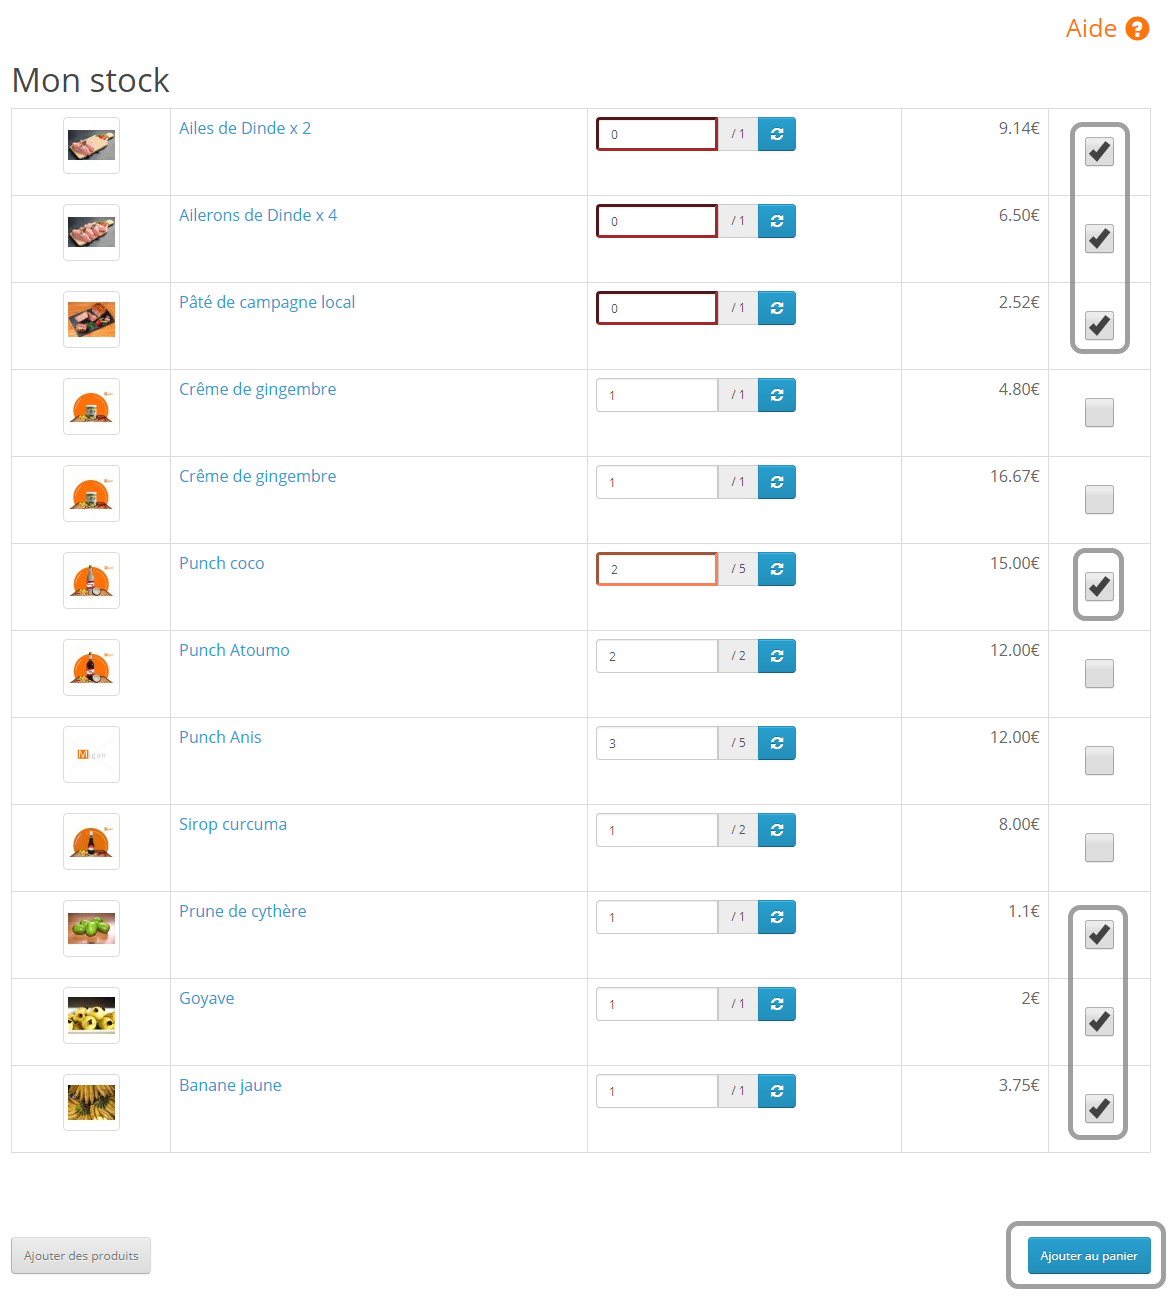 Aide ?
Mon stock
Ailes de Dinde x 2 0 / 1 9.14€
Ailerons de Dinde x 4 0 / 1 6.50€
Pâté de campagne local 0 / 1 2.52€
Crême de gingembre 1 / 1 4.80€
Crême de gingembre 1 / 1 16.67€
Punch coco 2 / 5 15.00€
Punch Atoumo 2 / 2 12.00€
Migan Punch Anis 3 / 5 12.00€
Sirop curcuma 1 / 2 8.00€
Prune de cythère 1 / 1 1.1€
Goyave 1 / 1 2€
Banane jaune 1 / 1 3.75€
Ajouter des produits Ajouter au panier